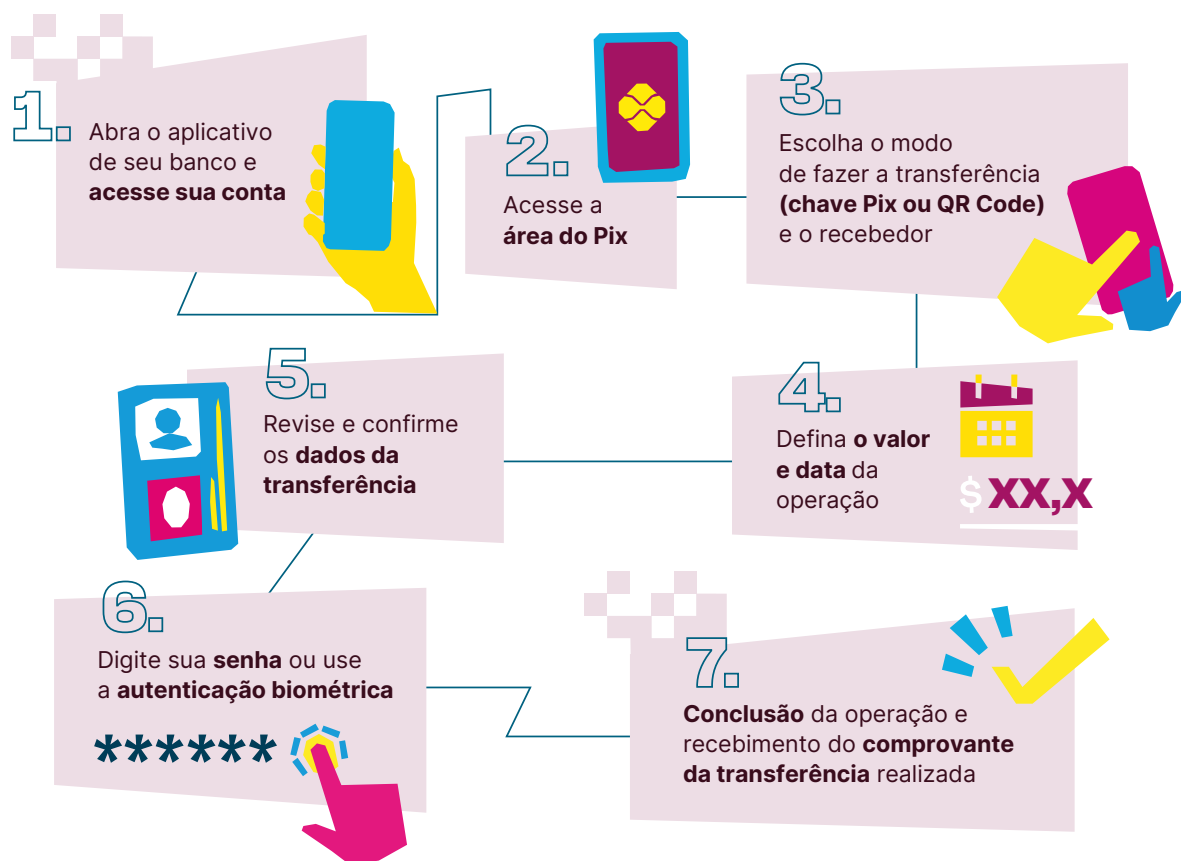 1.
Abra o aplicativo
de seu banco e
acesse sua conta
2.
Acesse a
área do Pix
3.
Escolha o modo
de fazer a transferência
(chave Pix ou QR Code)
e o recebedor
4.
Defina o valor
e data da
operação
$ XX,X
5.
Revise e confirme
os dados da
transferência
6.
Digite sua senha ou use
a autenticação biométrica
******
7.
Conclusão da operação e
recebimento do comprovante
da transferência realizada